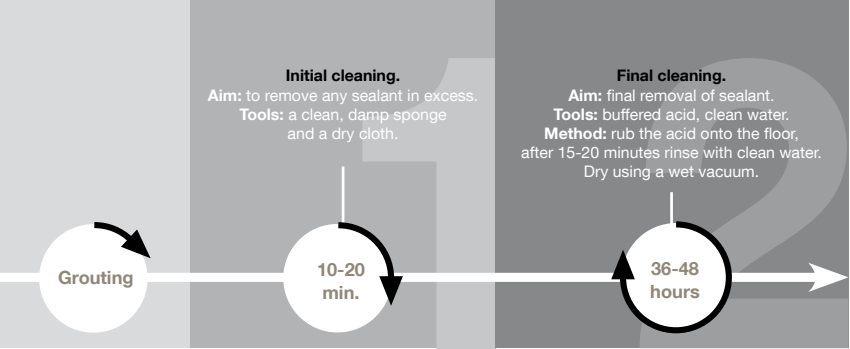 1
Initial cleaning.
Aim: to remove any sealant in excess.
Tools: a clean, damp sponge
and a dry cloth.
2
Final cleaning.
Aim: final removal of sealant.
Tools: buffered acid, clean water.
Method: rub the acid onto the floor,
after 15-20 minutes rinse with clean water.
Dry using a wet vacuum.
Grouting
10-20
min.
36-48
hours